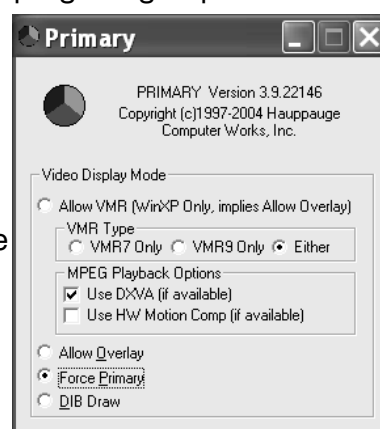 Primary
PRIMARY Version 3.9.22146
Copyright (c)1997-2004 Hauppauge
Computer Works, Inc.
Video Display Mode
Allow VMR (WinXP Only, implies Allow Overlay)
VMR Type
VMR7 Only VMR9 Only Either
MPEG Playback Options
Use DXVA (if available)
Use HW Motion Comp (if available)
Allow Overlay
Force Primary
DIB Draw